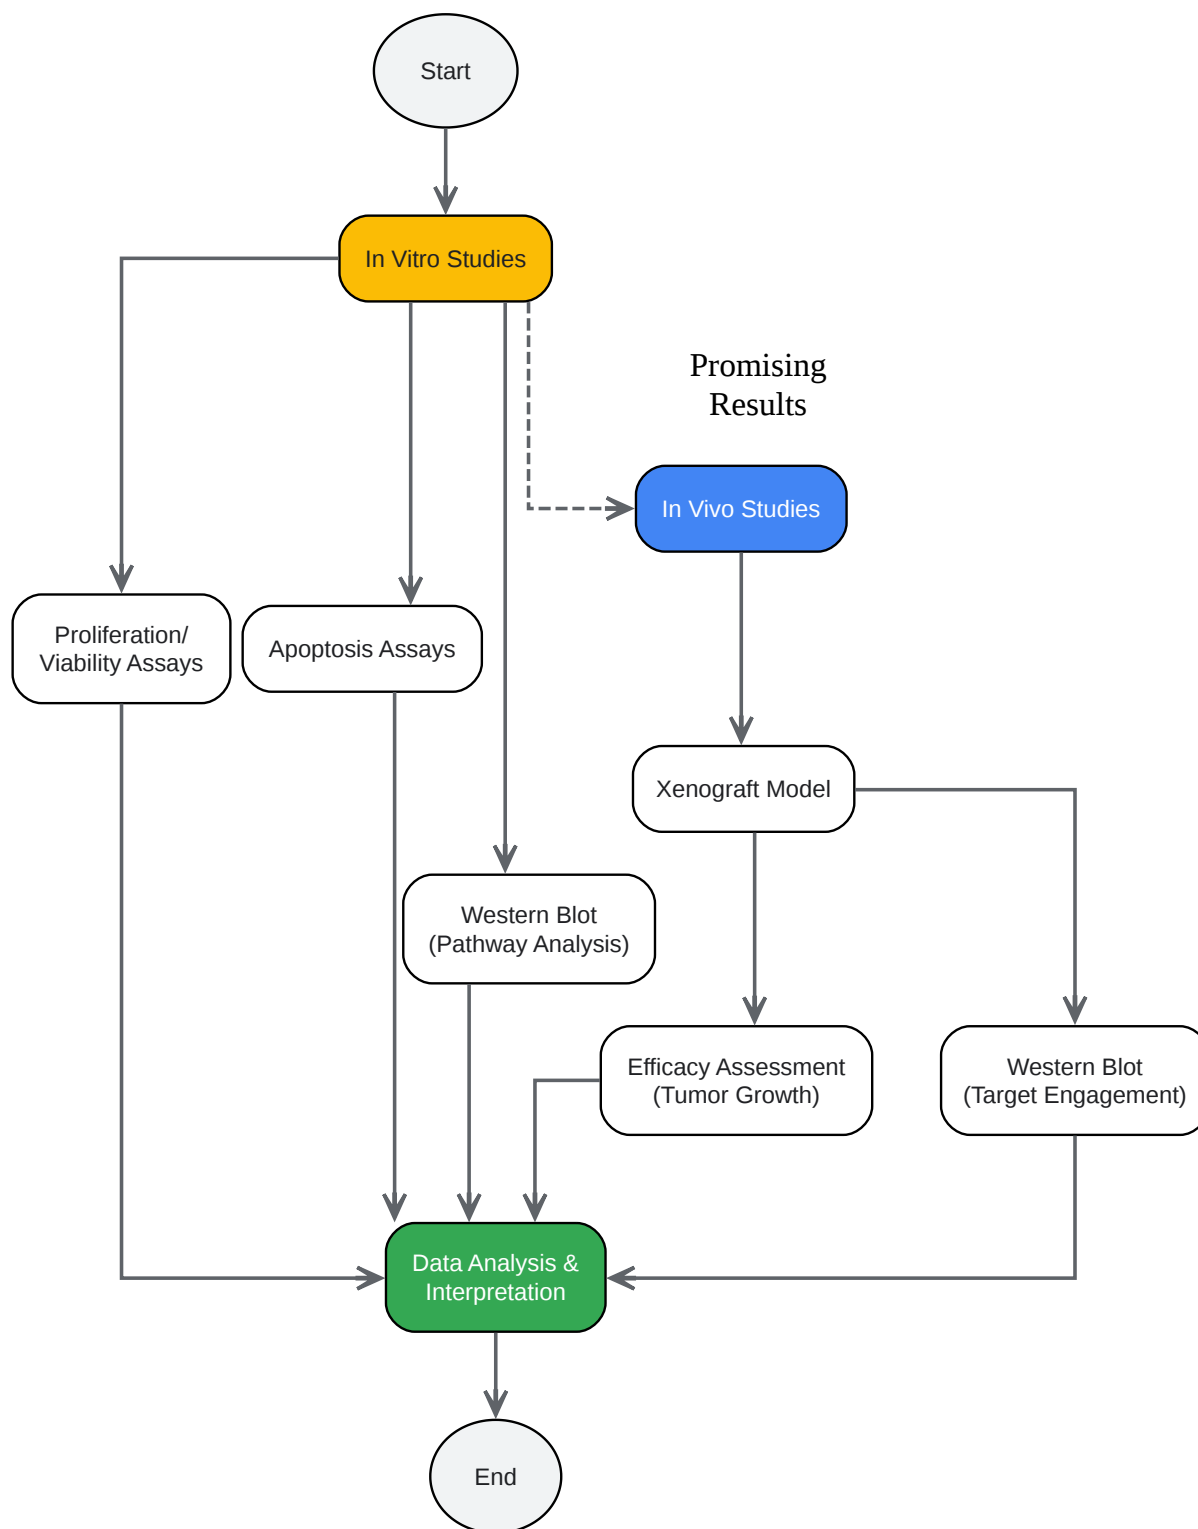 Start
In Vitro Studies
Promising
Results
In Vivo Studies
Proliferation/
Viability Assays
Apoptosis Assays
Xenograft Model
Western Blot
(Pathway Analysis)
Efficacy Assessment
(Tumor Growth)
Western Blot
(Target Engagement)
Data Analysis &
Interpretation
End